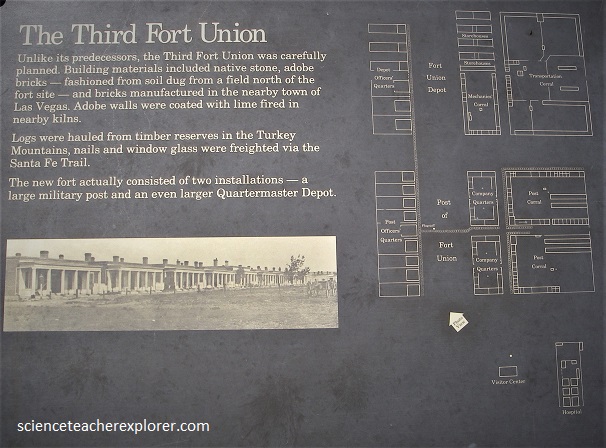 The Third Fort Union
Unlike its predecessors, the Third Fort Union was carefully
planned. Building materials included native stone, adobe
bricks — fashioned from soil dug from a field north of the
fort site — and bricks manufactured in the nearby town of
Las Vegas. Adobe walls were coated with lime fired in
nearby kilns.
Logs were hauled from timber reserves in the Turkey
Mountains, nails and window glass were freighted via the
Santa Fe Trail.
The new fort actually consisted of two installations — a
large military post and an even larger Quartermaster Depot.
Depot
Officers
Quarters
Fort
Union
Depot
Storehouses
Storehouses
Mechanics
Corral
Transportation
Corral
Post
Officers
Quarters
Post
of
Flagpole
Fort
Union
Company
Quarters
Post
Corral
Company
Quarters
Post
Corral
Visitor Center
Hospital
scienceteacherexplorer.com